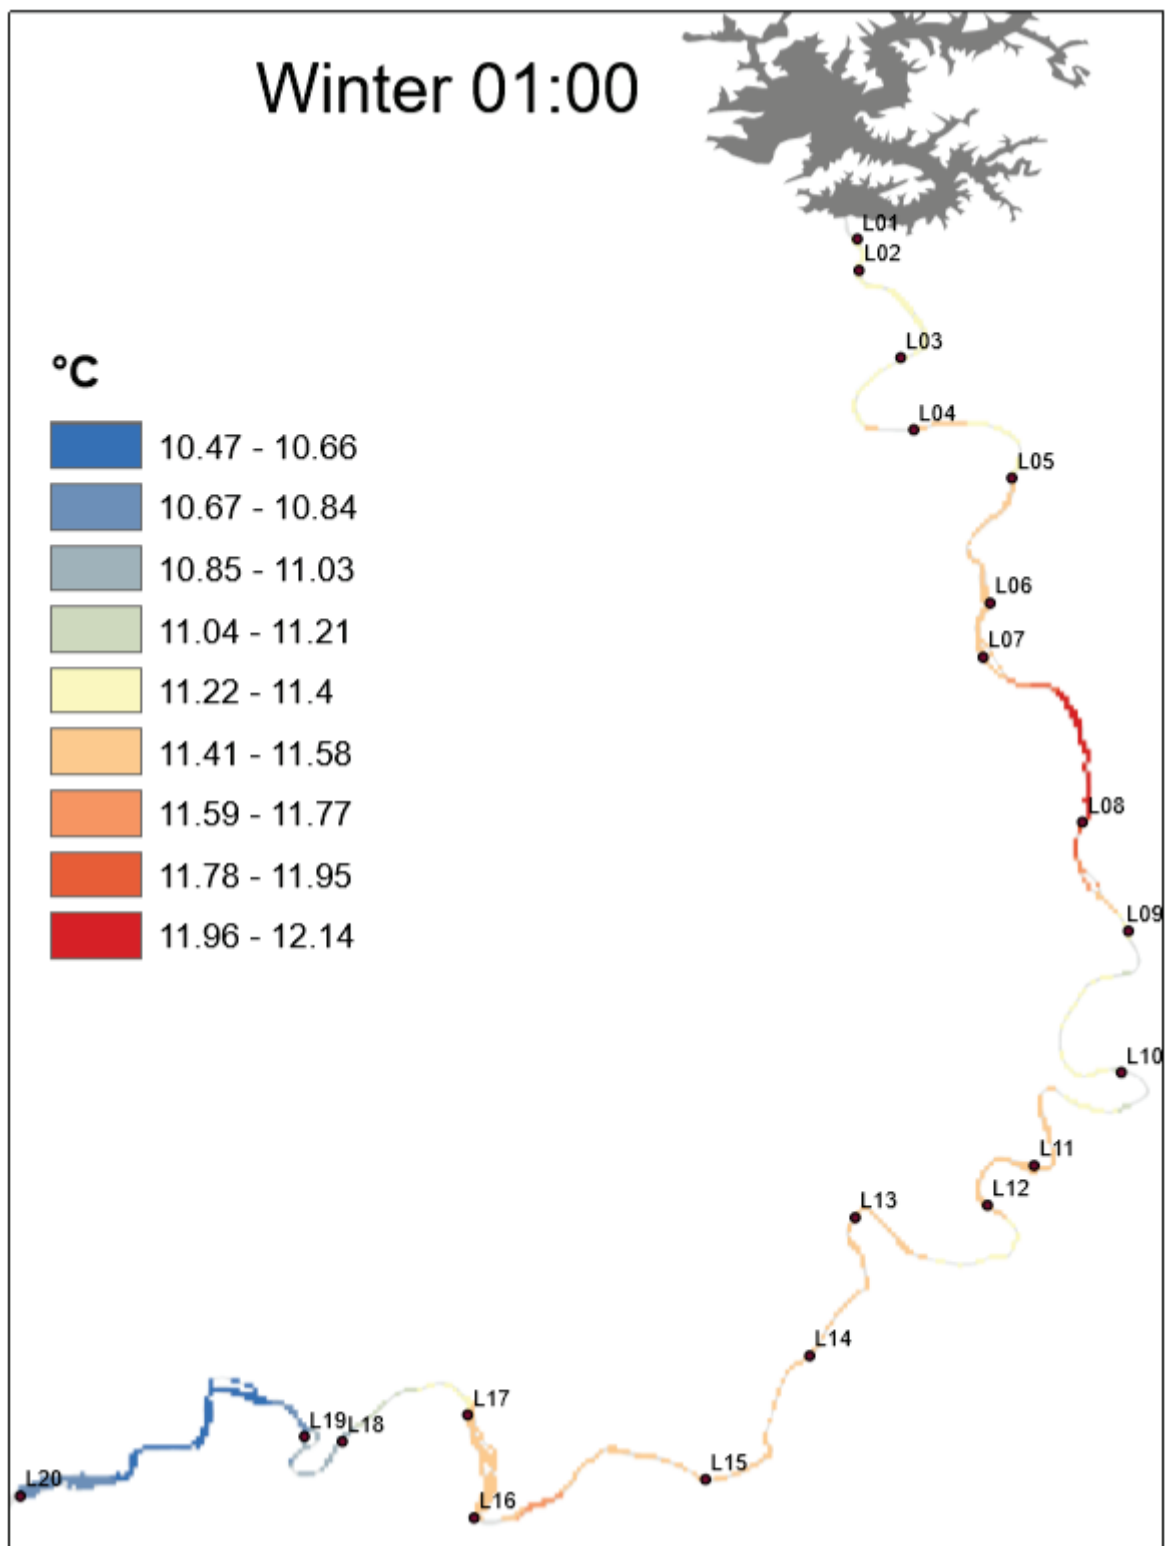 Winter 01:00
L01
L02
L03
°C
L04
10.47 - 10.66
L05
10.67 - 10.84
10.85 - 11.03
L06
11.04 - 11.21
L07
11.22 - 11.4
11.41 - 11.58
L08
11.59 - 11.77
11.78 - 11.95
L09
11.96 - 12.14
L10
L11
L12
L13
L14
L17
L19
L18
L15
L20
L16